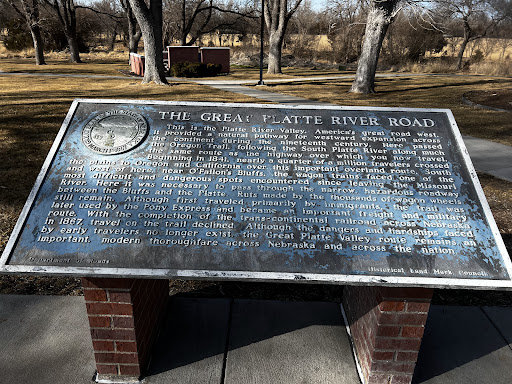 THE GREAT PLATTE RIVER ROAD
This is the Platte River Valley, America's great road west.
It provided a natural pathway for westward expansion across
the continent during the nineteenth century. Here passed
the Oregon Trail, following the South Platte River along much
same route as the highway over which you now travel.
Beginning in 1841, nearly a quarter of a million travelers crossed
the plains to Oregon and California over this important overland route. South
and west of here, near O'Fallon's Bluffs, the wagon trains faced one of the
most difficult and dangerous spots encountered since leaving the Missouri
River. Here it was necessary to pass through the narrow, hazardous roadway
between the Bluffs and the Platte. Ruts made by the thousands of wagon wheels
still remain. Although first traveled primarily by immigrants, the trail was
later used by the Pony Express and became an important freight and military
route. With the completion of the trans-continental railroad across Nebraska
in 1867, travel on the trail declined. Although the dangers and hardships faced
by early travelers no longer exist, the Great Platte Valley route remains an
important, modern thoroughfare across Nebraska and across the nation.
Department of Roads
Historical Land Mark Council